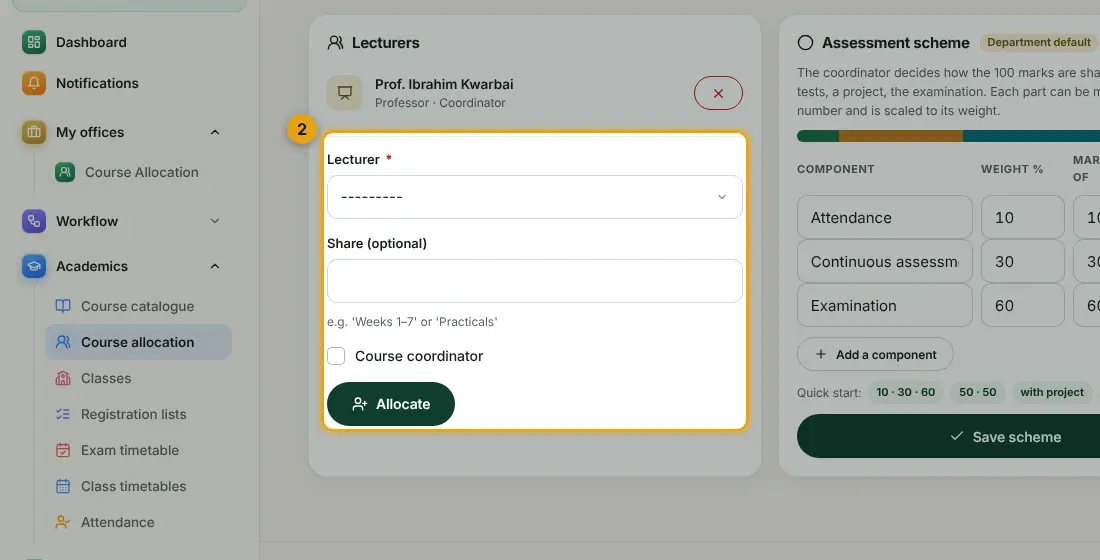 Dashboard
Notifications
My offices
Course Allocation
Workflow
Academics
Course catalogue
Course allocation
Classes
Registration lists
Exam timetable
Class timetables
Attendance
Lecturers
Prof. Ibrahim Kwarbai
Professor · Coordinator
2
Lecturer *
---------
Share (optional)
e.g. 'Weeks 1–7' or 'Practicals'
Course coordinator
Allocate
Assessment scheme Department default
The coordinator decides how the 100 marks are sha
tests, a project, the examination. Each part can be m
number and is scaled to its weight.
COMPONENT WEIGHT % MAR
OF
Attendance 10 10
Continuous assessm 30 30
Examination 60 60
Add a component
Quick start: 10 · 30 · 60 50 · 50 with project
Save scheme